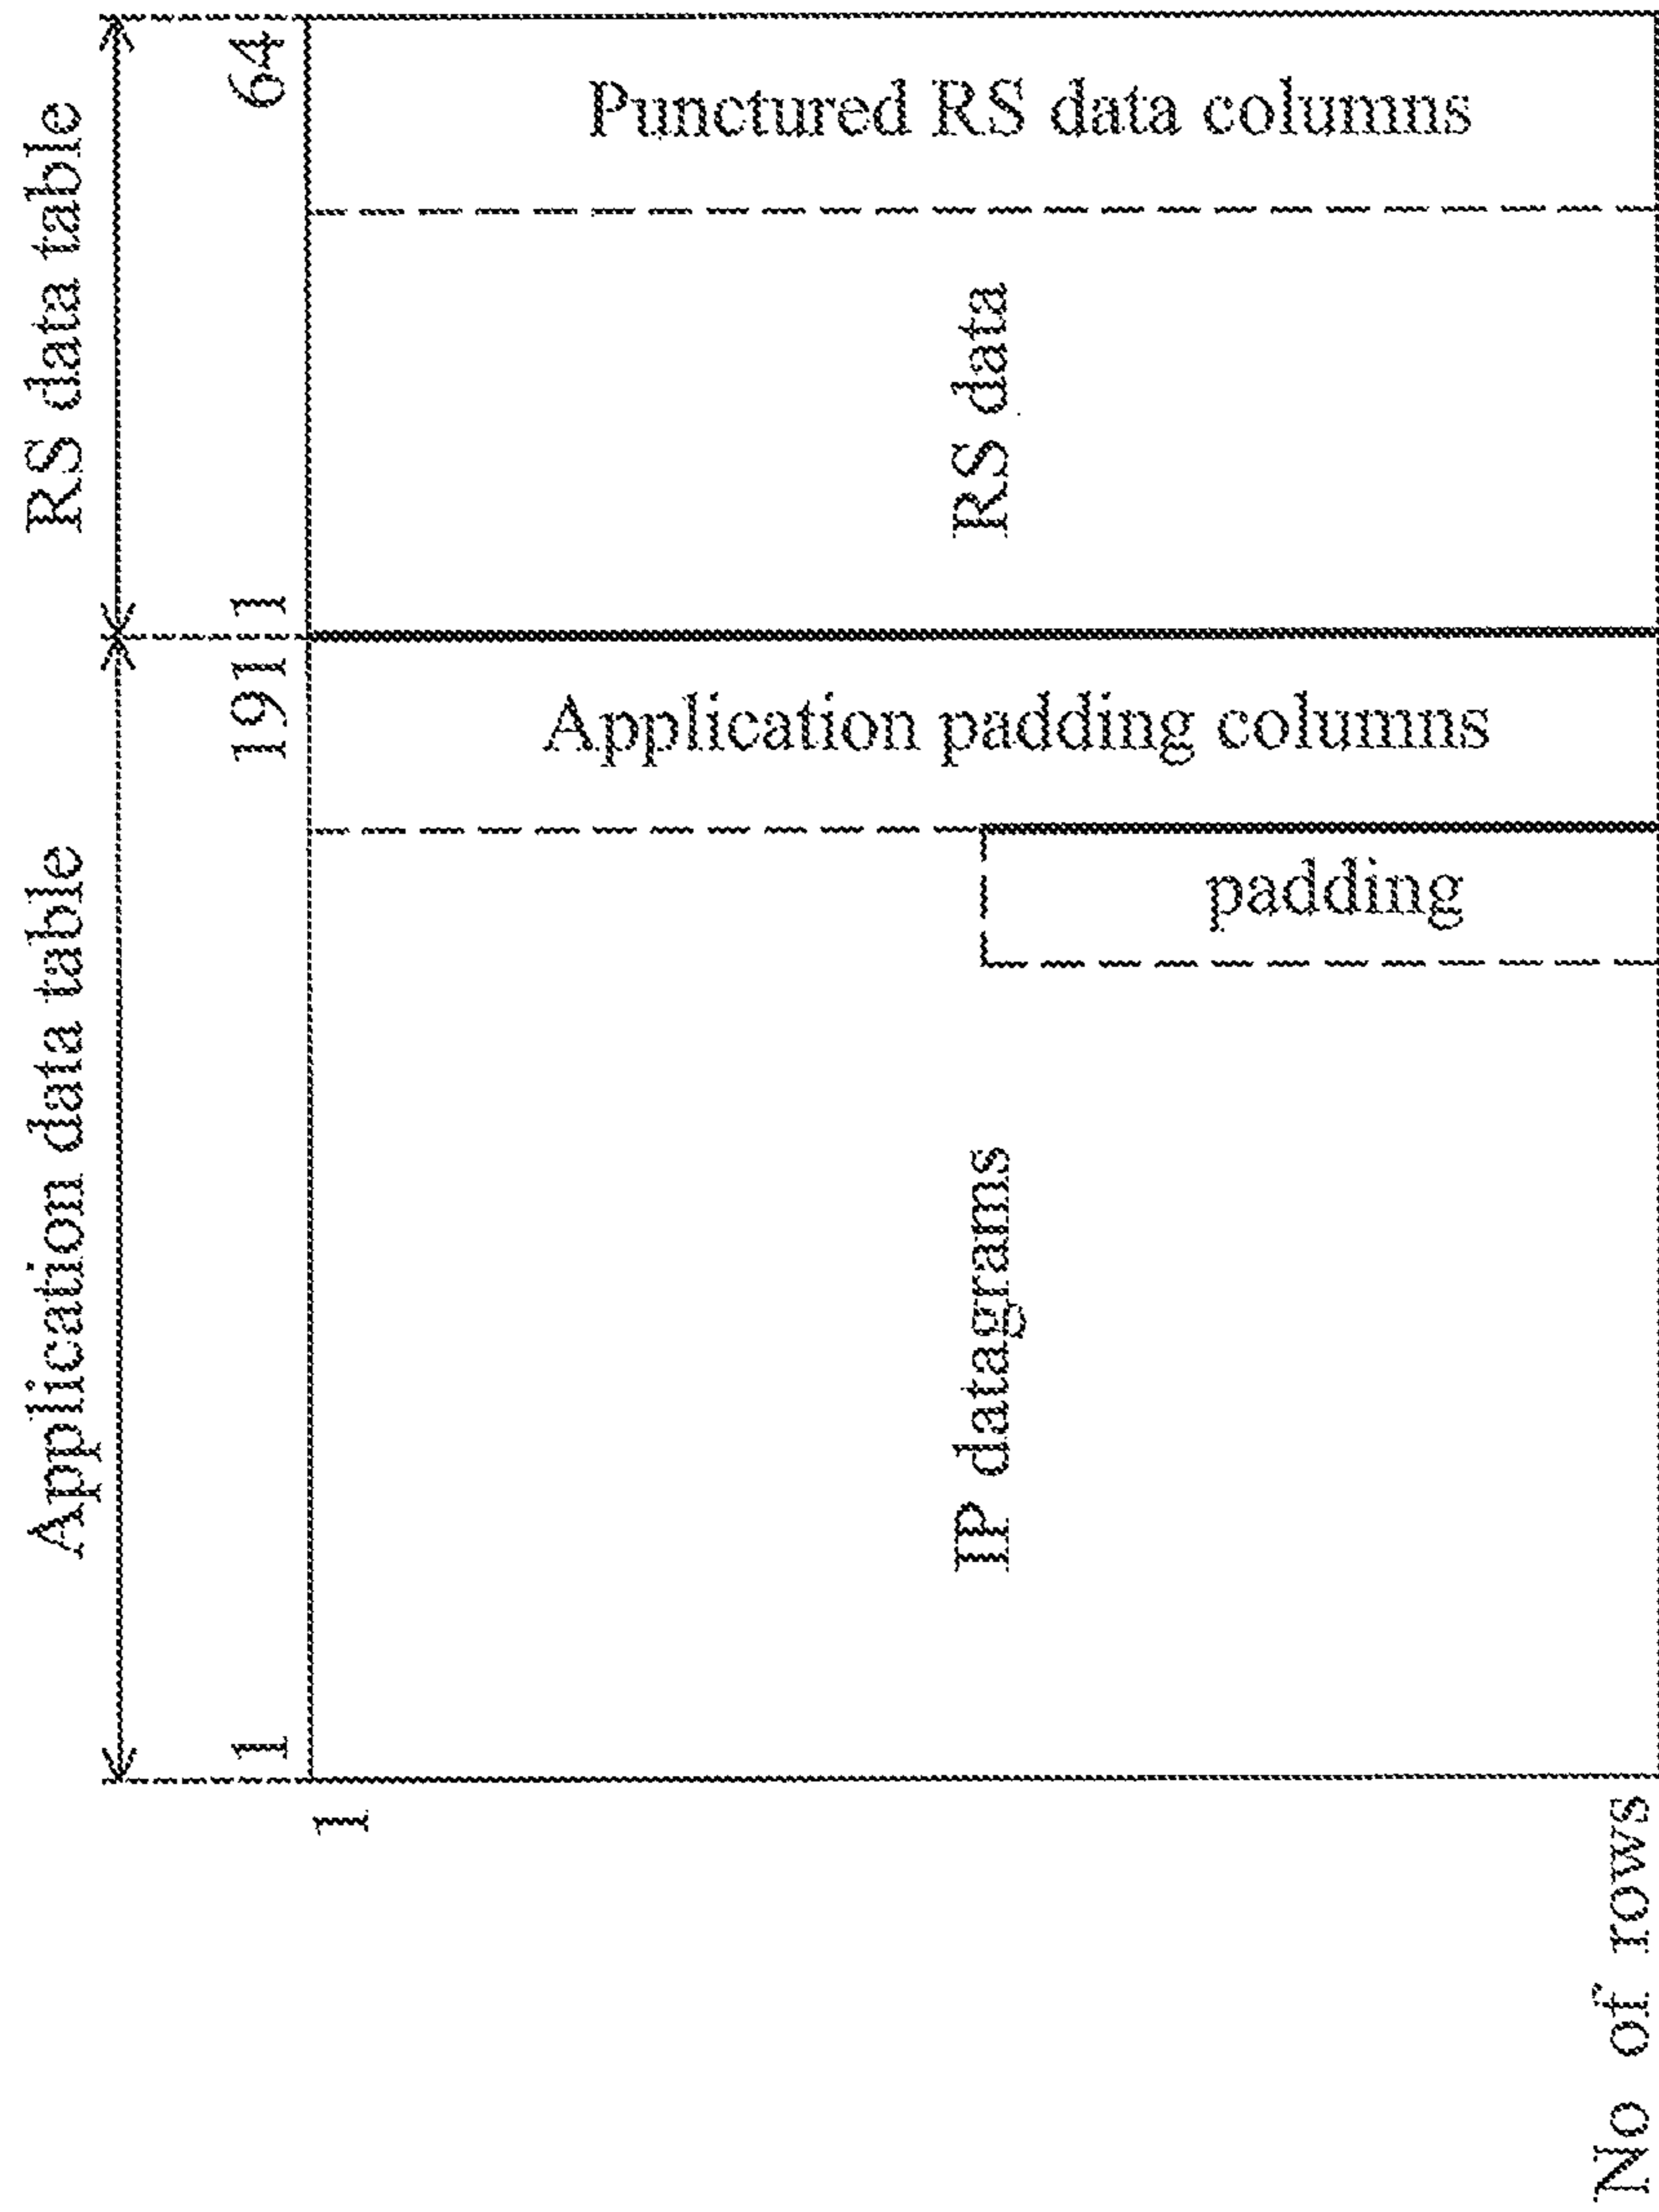 Application data table
RS data table
1
191
1
64
1
IP datagrams
padding
Application padding columns
RS data
Punctured RS data columns
No of rows